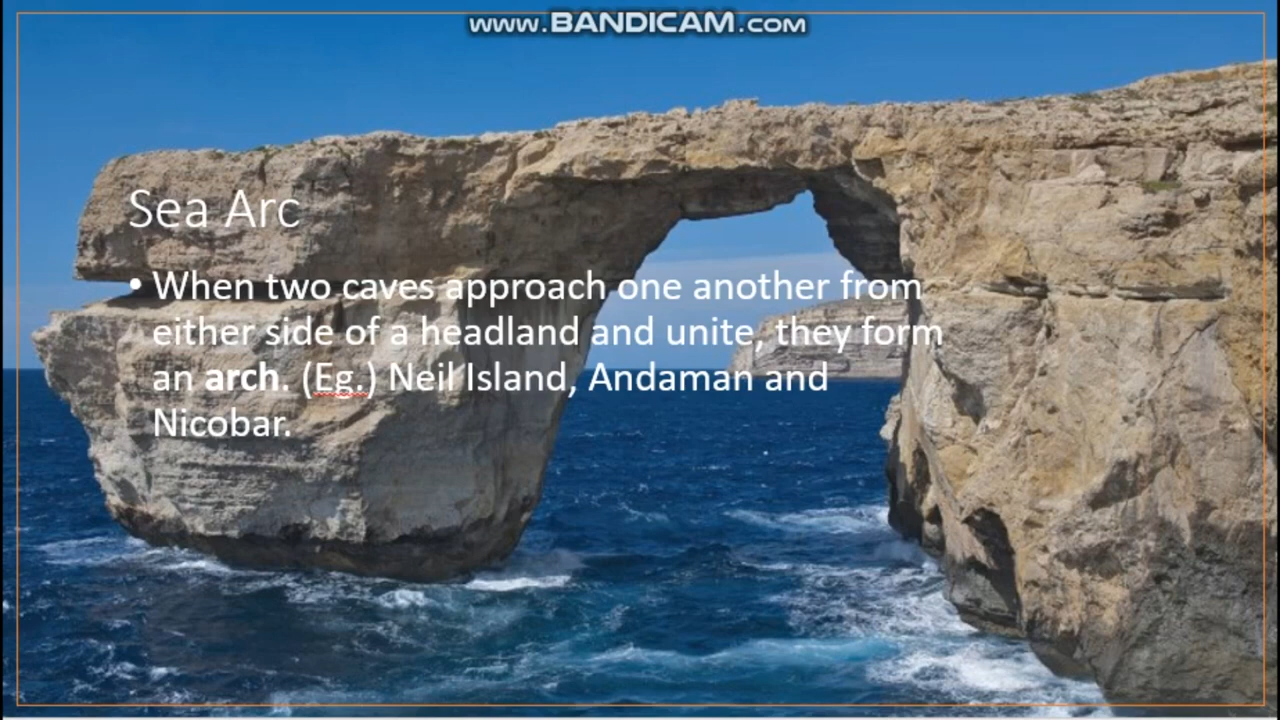 www.BANDICAM.com
Sea Arc
• When two caves approach one another from
either side of a headland and unite, they form
an arch. (Eg.) Neil Island, Andaman and
Nicobar.